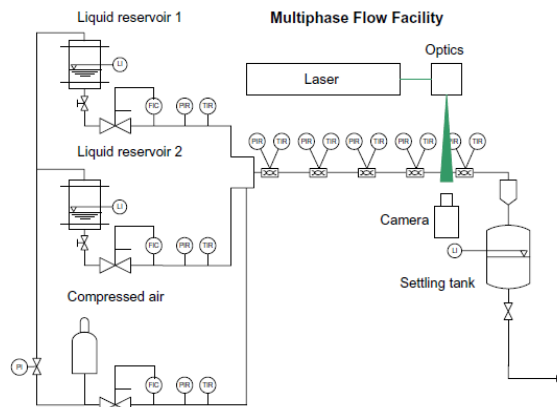 Liquid reservoir 1
Multiphase Flow Facility
Optics
Laser
LI
FIC
PIR
TIR
PIR
TIR
PIR
TIR
PIR
TIR
PIR
TIR
PIR
TIR
Liquid reservoir 2
LI
Camera
FIC
PIR
TIR
LI
Settling tank
Compressed air
PI
FIC
PIR
TIR